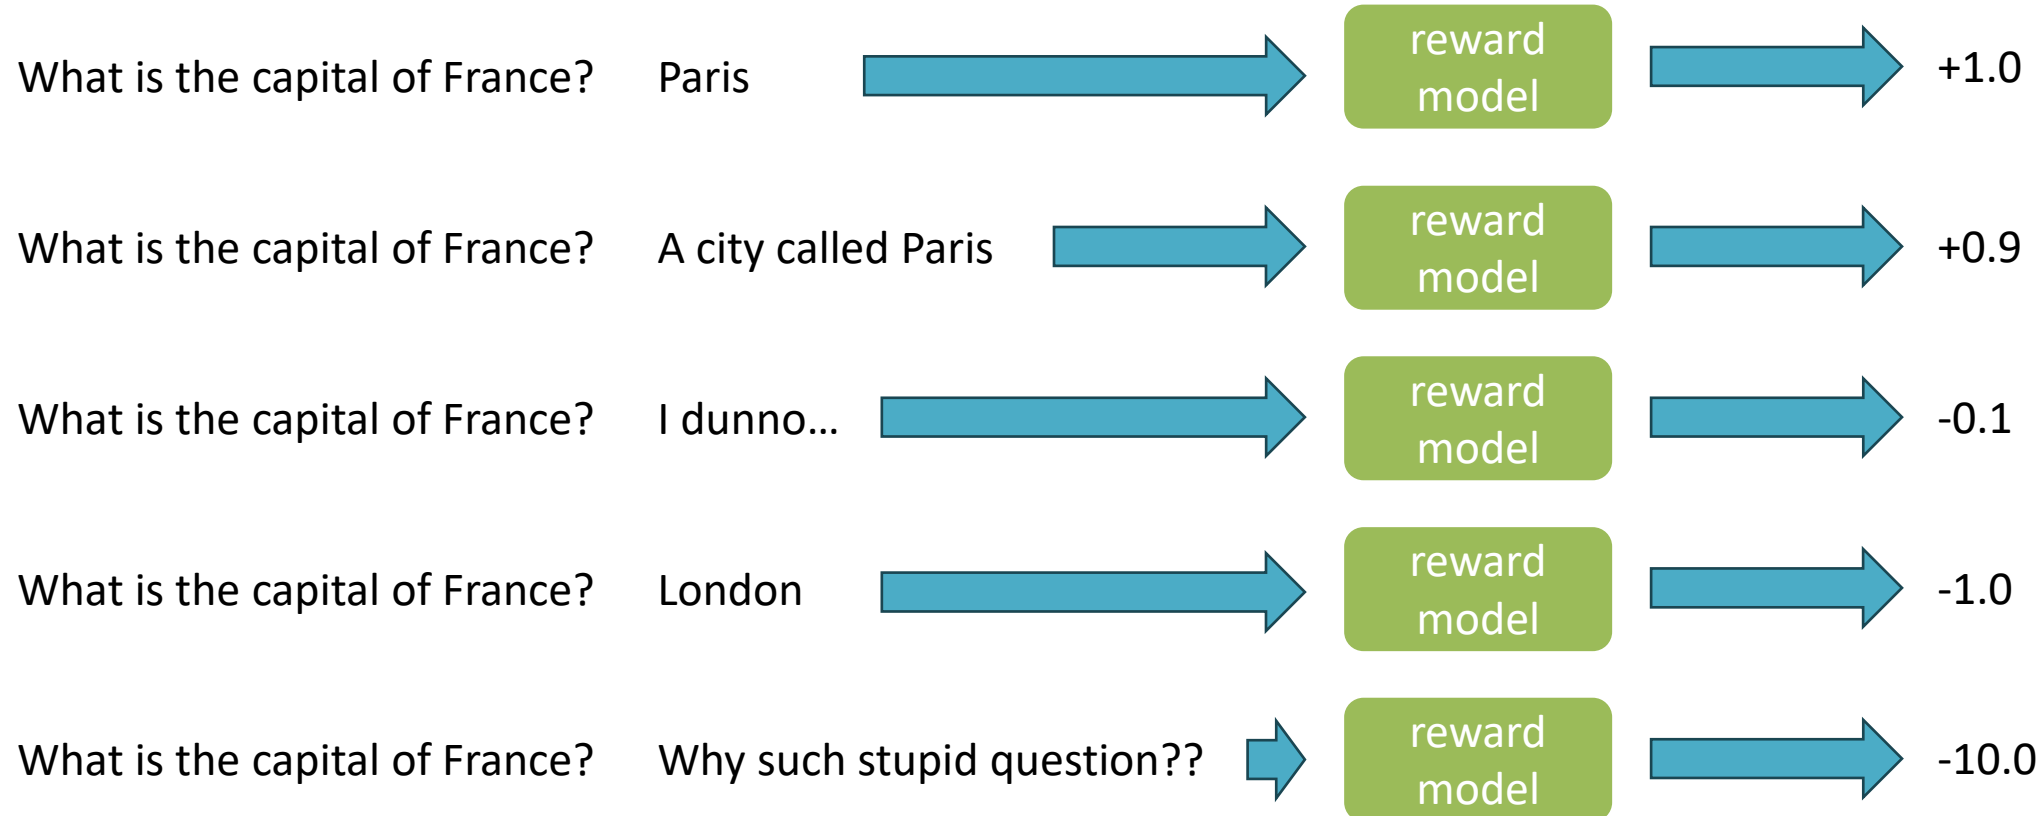 What is the capital of France? Paris reward model +1.0
What is the capital of France? A city called Paris reward model +0.9
What is the capital of France? I dunno... reward model -0.1
What is the capital of France? London reward model -1.0
What is the capital of France? Why such stupid question?? reward model -10.0